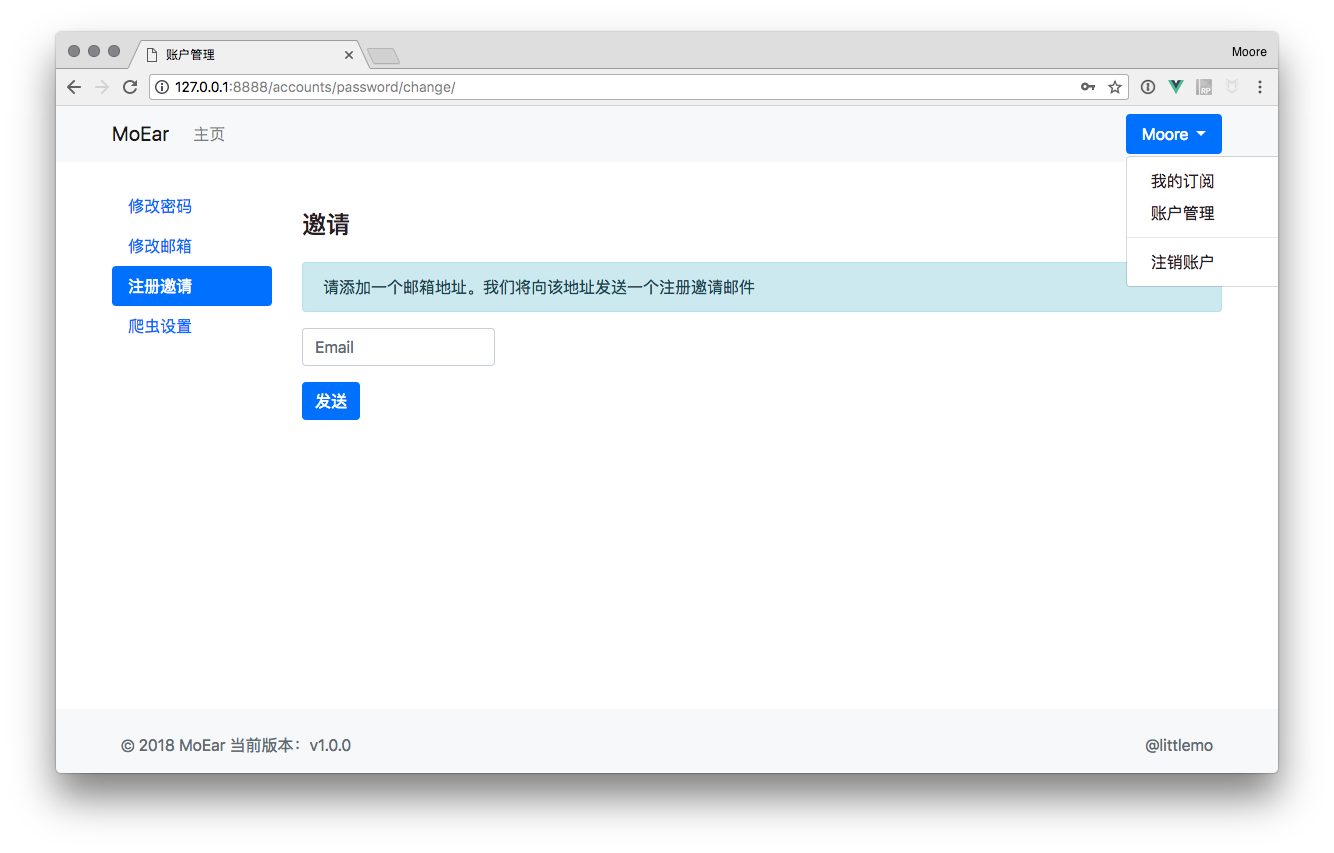 账户管理
Moore
127.0.0.1:8888/accounts/password/change/
RP
MoEar 主页
Moore
我的订阅
账户管理
注销账户
修改密码
修改邮箱
注册邀请
爬虫设置
邀请
请添加一个邮箱地址。我们将向该地址发送一个注册邀请邮件
Email
发送
© 2018 MoEar 当前版本：v1.0.0
@littlemo